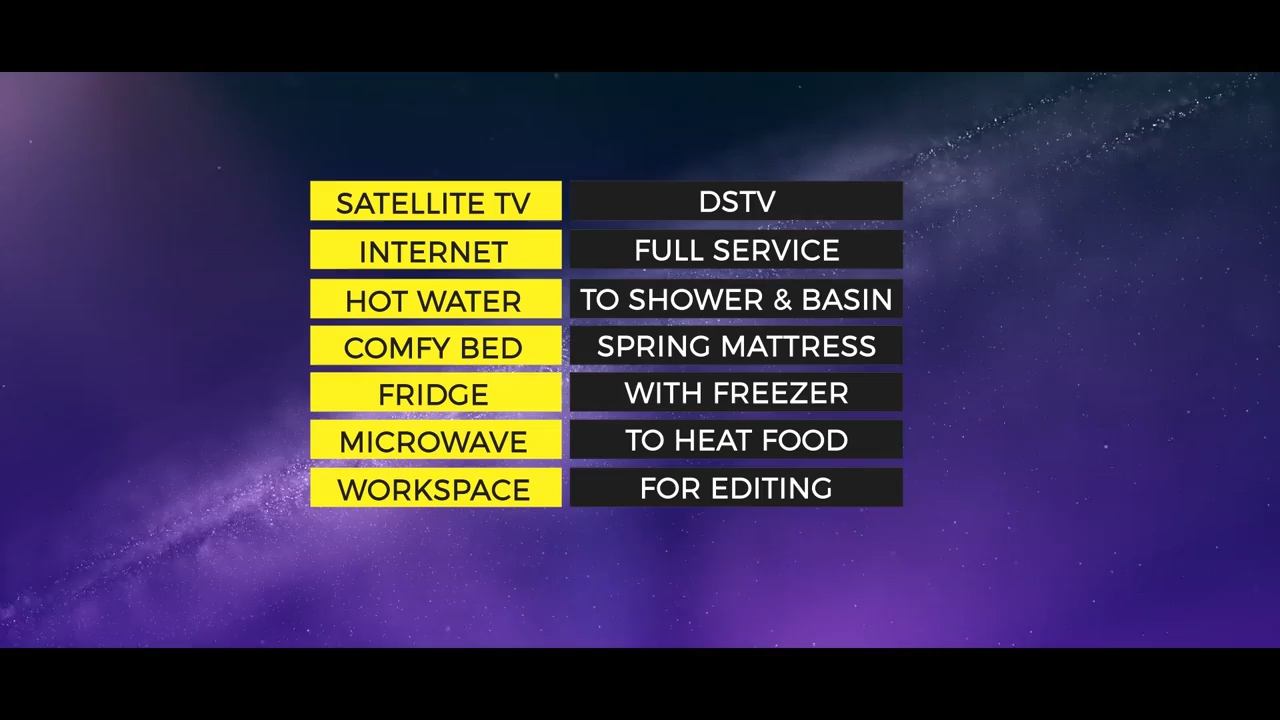 SATELLITE TV DSTV
INTERNET FULL SERVICE
HOT WATER TO SHOWER & BASIN
COMFY BED SPRING MATTRESS
FRIDGE WITH FREEZER
MICROWAVE TO HEAT FOOD
WORKSPACE FOR EDITING